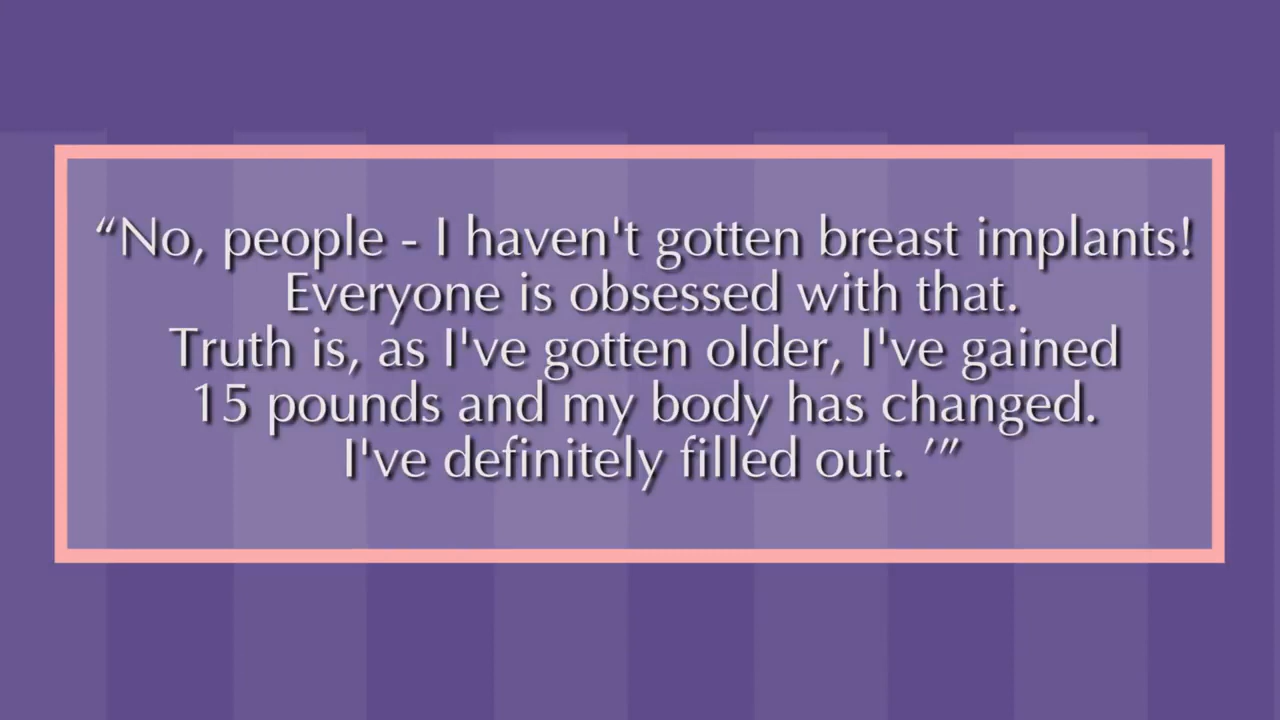 “No, people - I haven't gotten breast implants!
Everyone is obsessed with that.
Truth is, as I've gotten older, I've gained
15 pounds and my body has changed.
I've definitely filled out. ’”